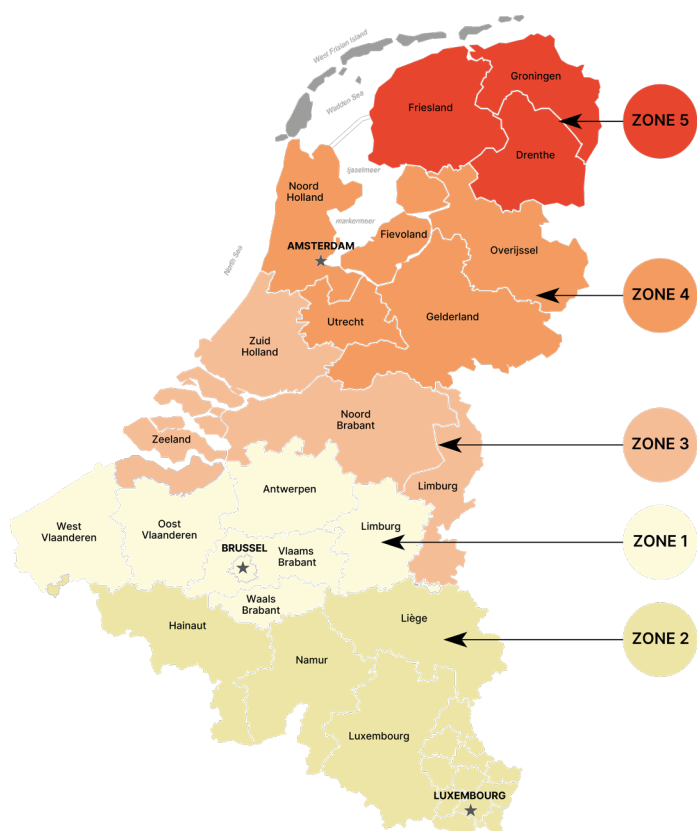 West Frisian Island
Wadden Sea
Groningen
Friesland
ZONE 5
Drenthe
Ijsselmeer
Noord
Holland
markermeer
Fievoland
AMSTERDAM
Overijssel
North Sea
ZONE 4
Utrecht
Gelderland
Zuid
Holland
Noord
Brabant
Zeeland
ZONE 3
Limburg
Antwerpen
West
Vlaanderen
Oost
Vlaanderen
Limburg
BRUSSEL
Vlaams
Brabant
ZONE 1
Waals
Brabant
Hainaut
Liège
ZONE 2
Namur
Luxembourg
LUXEMBOURG